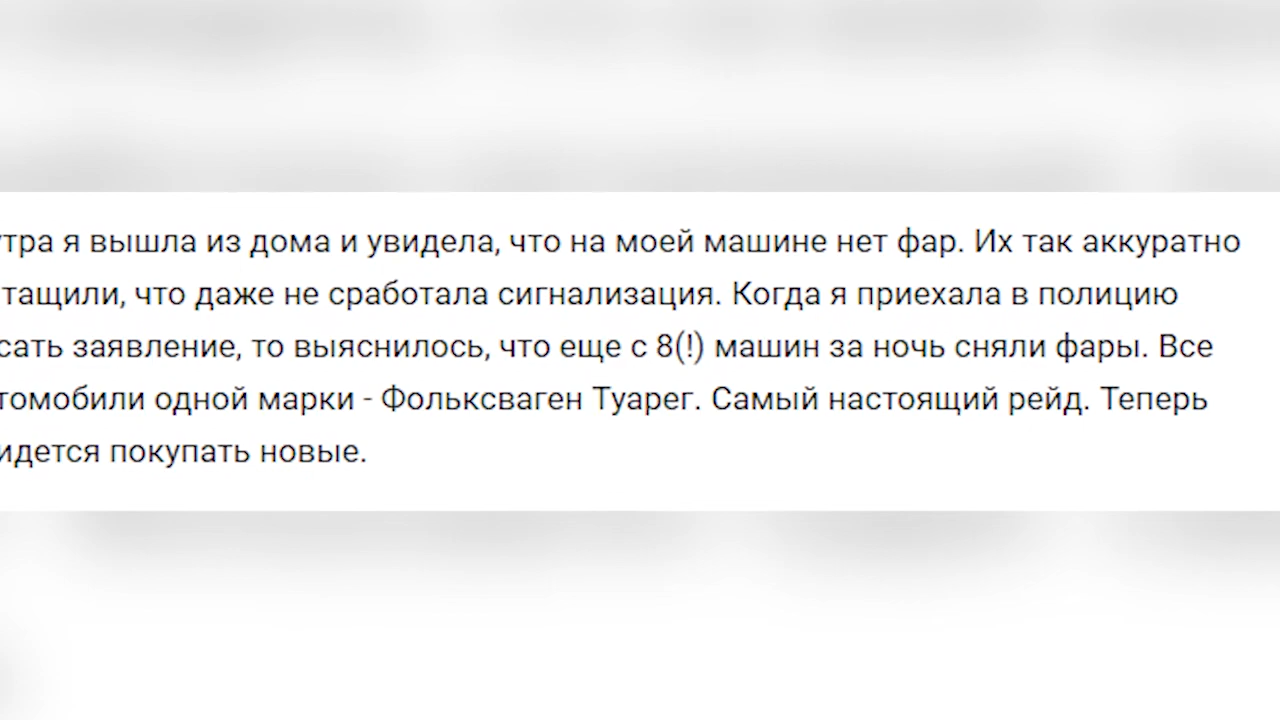 утра я вышла из дома и увидела, что на моей машине нет фар. Их так аккуратно
тащили, что даже не сработала сигнализация. Когда я приехала в полицию
сать заявление, то выяснилось, что еще с 8(!) машин за ночь сняли фары. Все
томобили одной марки - Фольксваген Туарег. Самый настоящий рейд. Теперь
идется покупать новые.